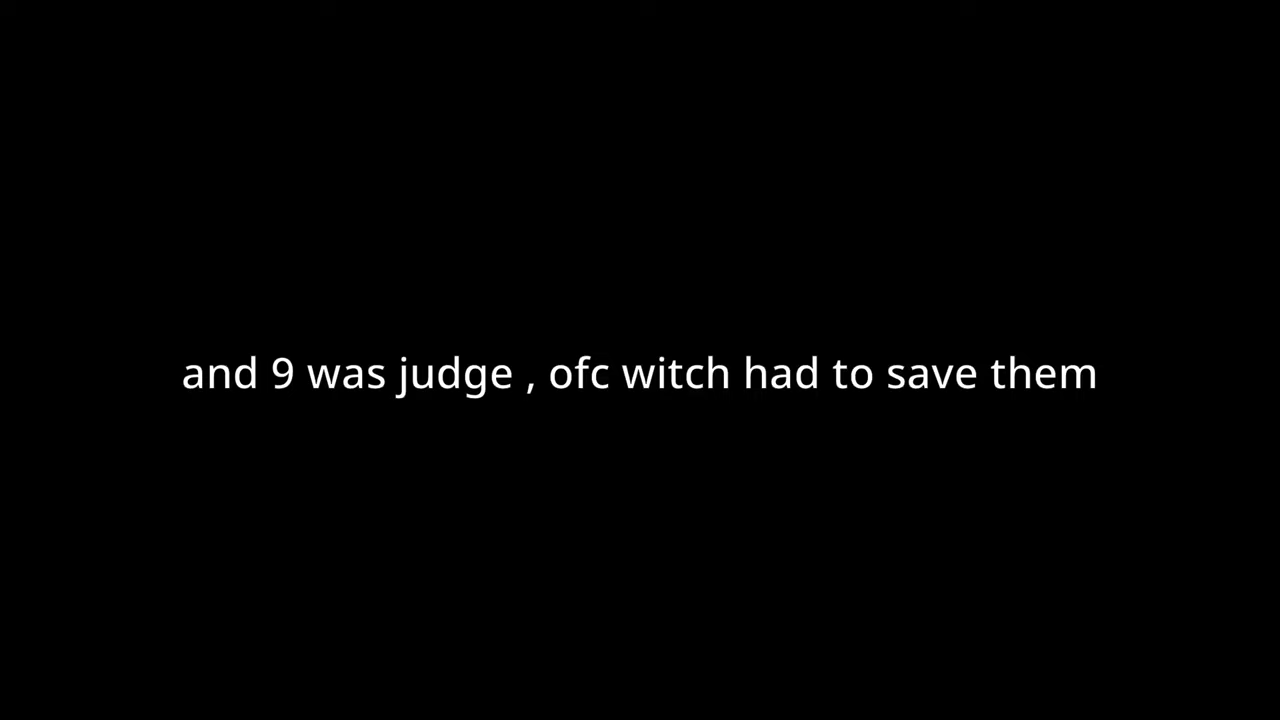 and 9 was judge , ofc witch had to save them